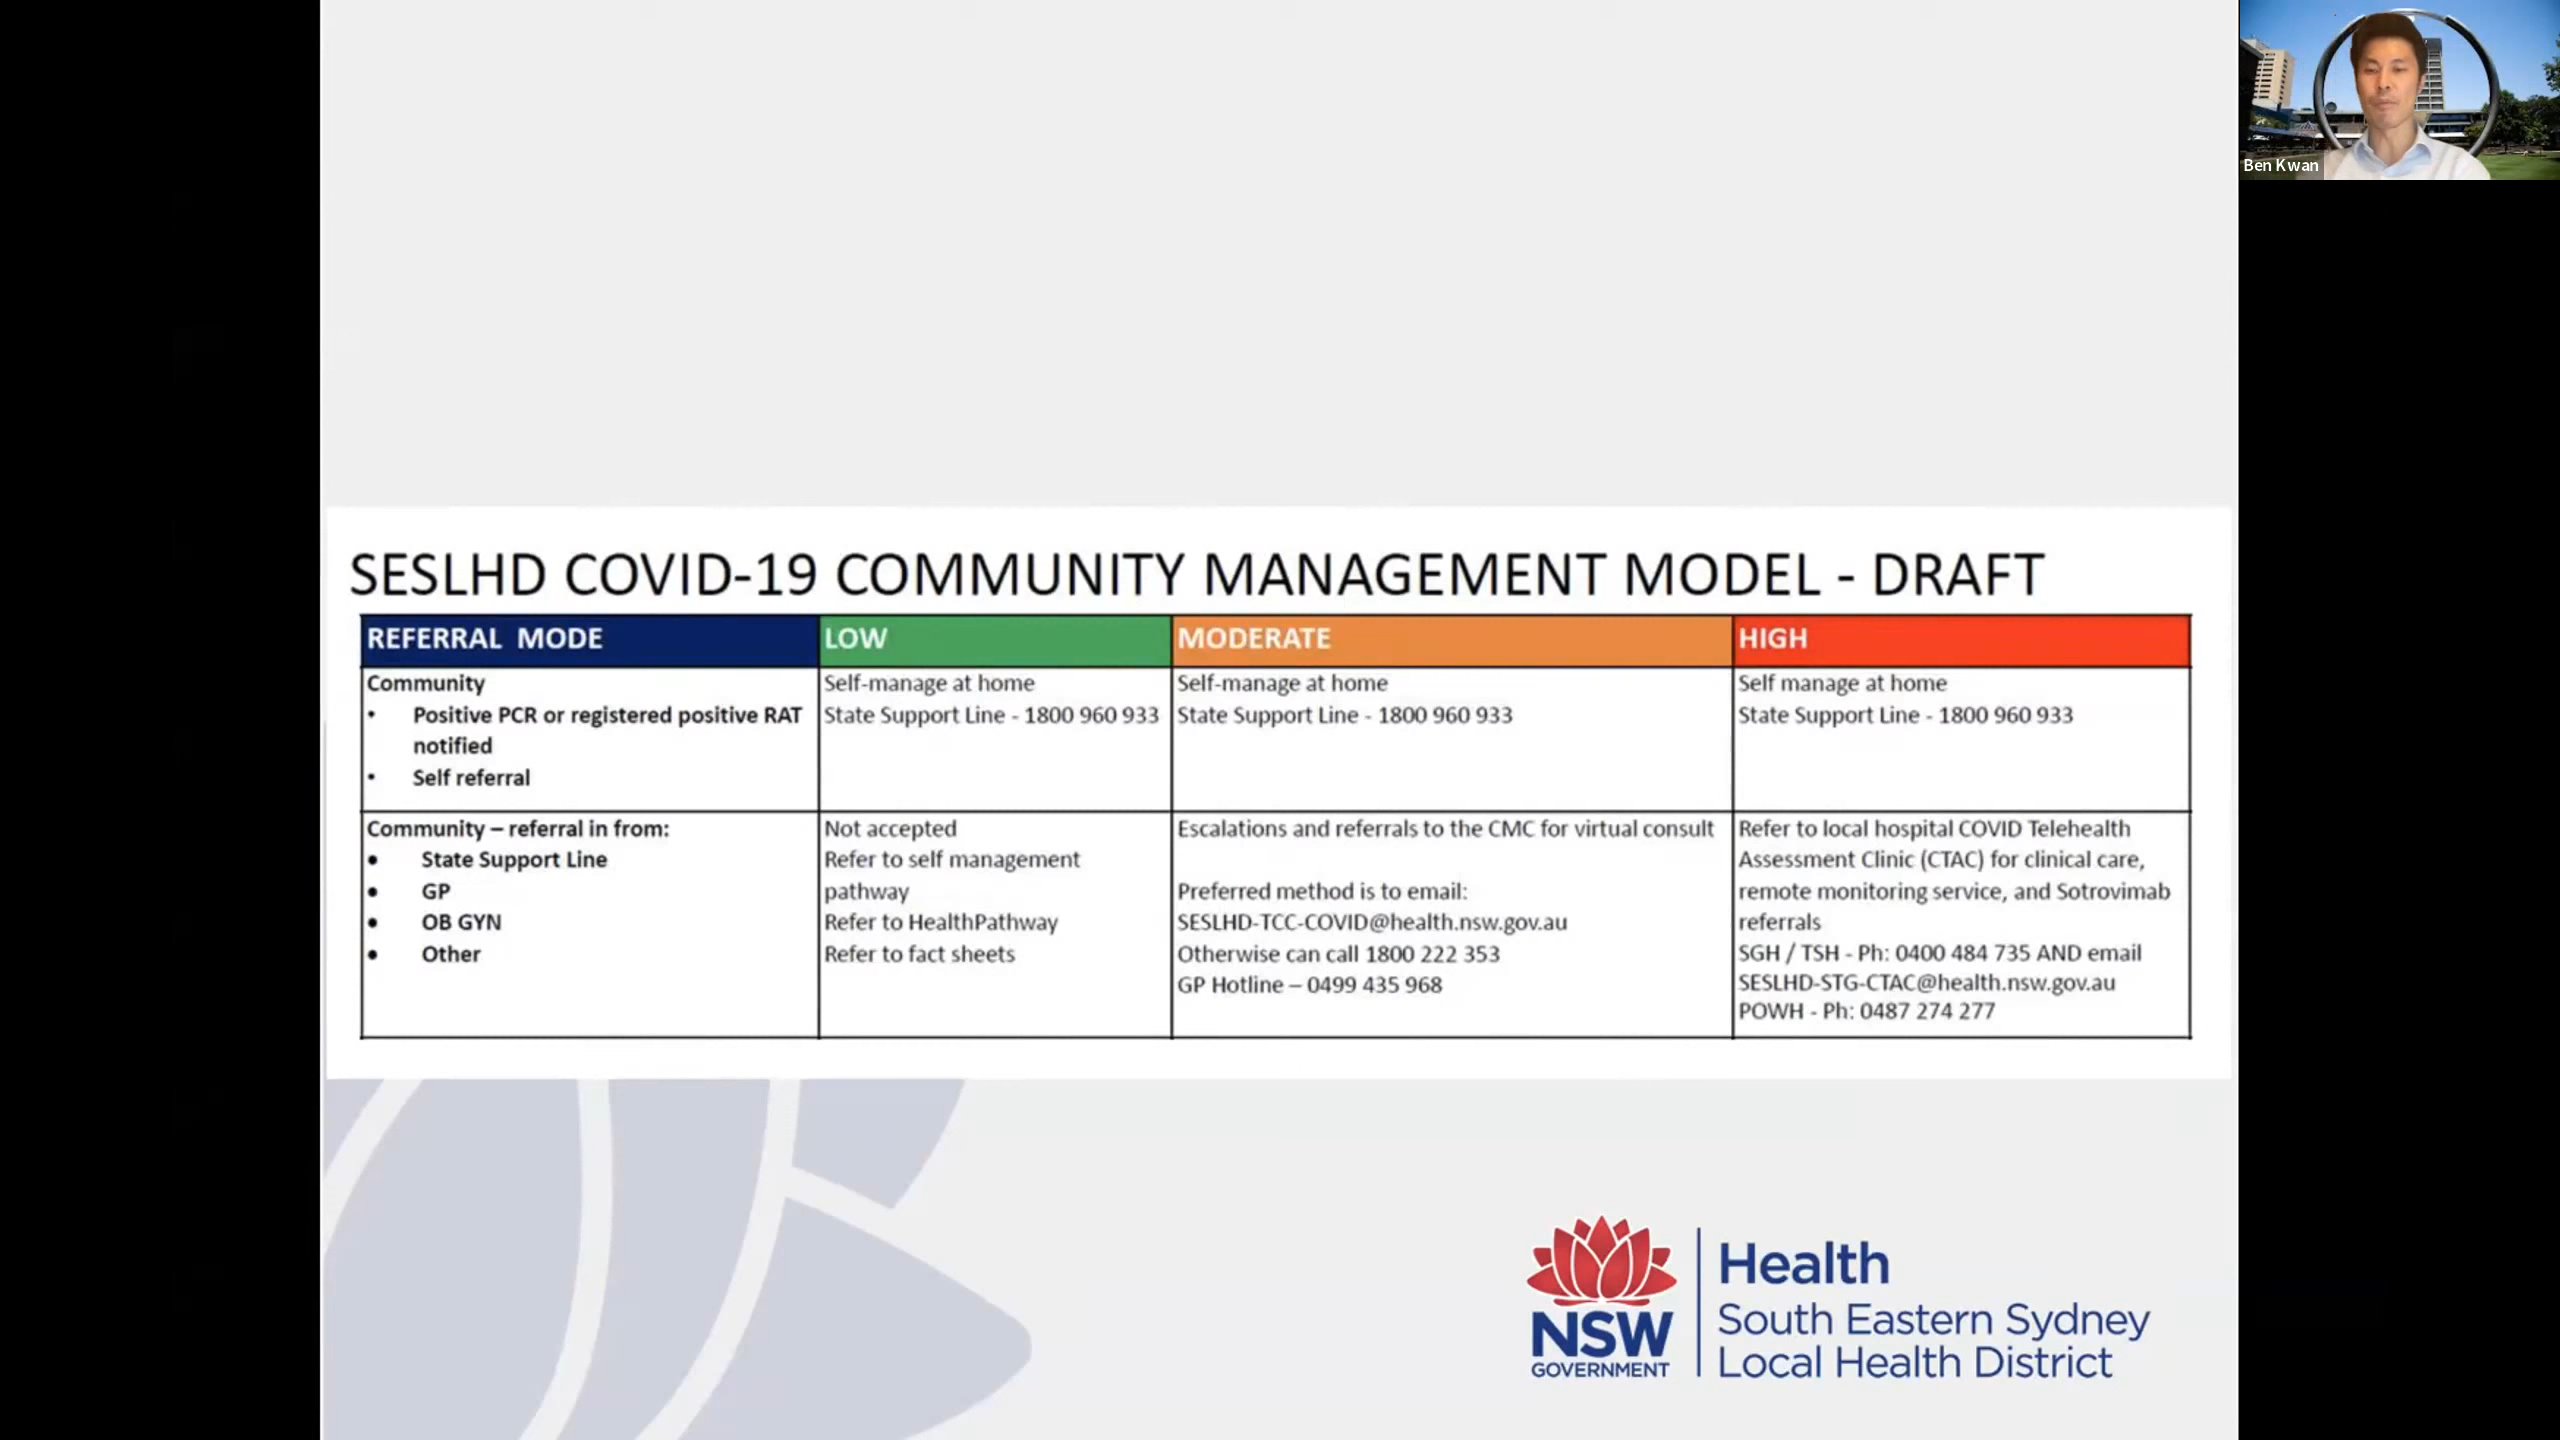 Ben Kwan
SESLHD COVID-19 COMMUNITY MANAGEMENT MODEL - DRAFT
REFERRAL MODE
LOW
MODERATE
HIGH
Community
• Positive PCR or registered positive RAT
notified
• Self referral
Self-manage at home
State Support Line - 1800 960 933
Self-manage at home
State Support Line - 1800 960 933
Self manage at home
State Support Line - 1800 960 933
Community – referral in from:
• State Support Line
• GP
• OB GYN
• Other
Not accepted
Refer to self management
pathway
Refer to HealthPathway
Refer to fact sheets
Escalations and referrals to the CMC for virtual consult
Preferred method is to email:
SESLHD-TCC-COVID@health.nsw.gov.au
Otherwise can call 1800 222 353
GP Hotline – 0499 435 968
Refer to local hospital COVID Telehealth
Assessment Clinic (CTAC) for clinical care,
remote monitoring service, and Sotrovimab
referrals
SGH / TSH - Ph: 0400 484 735 AND email
SESLHD-STG-CTAC@health.nsw.gov.au
POWH - Ph: 0487 274 277
NSW
GOVERNMENT
Health
South Eastern Sydney
Local Health District